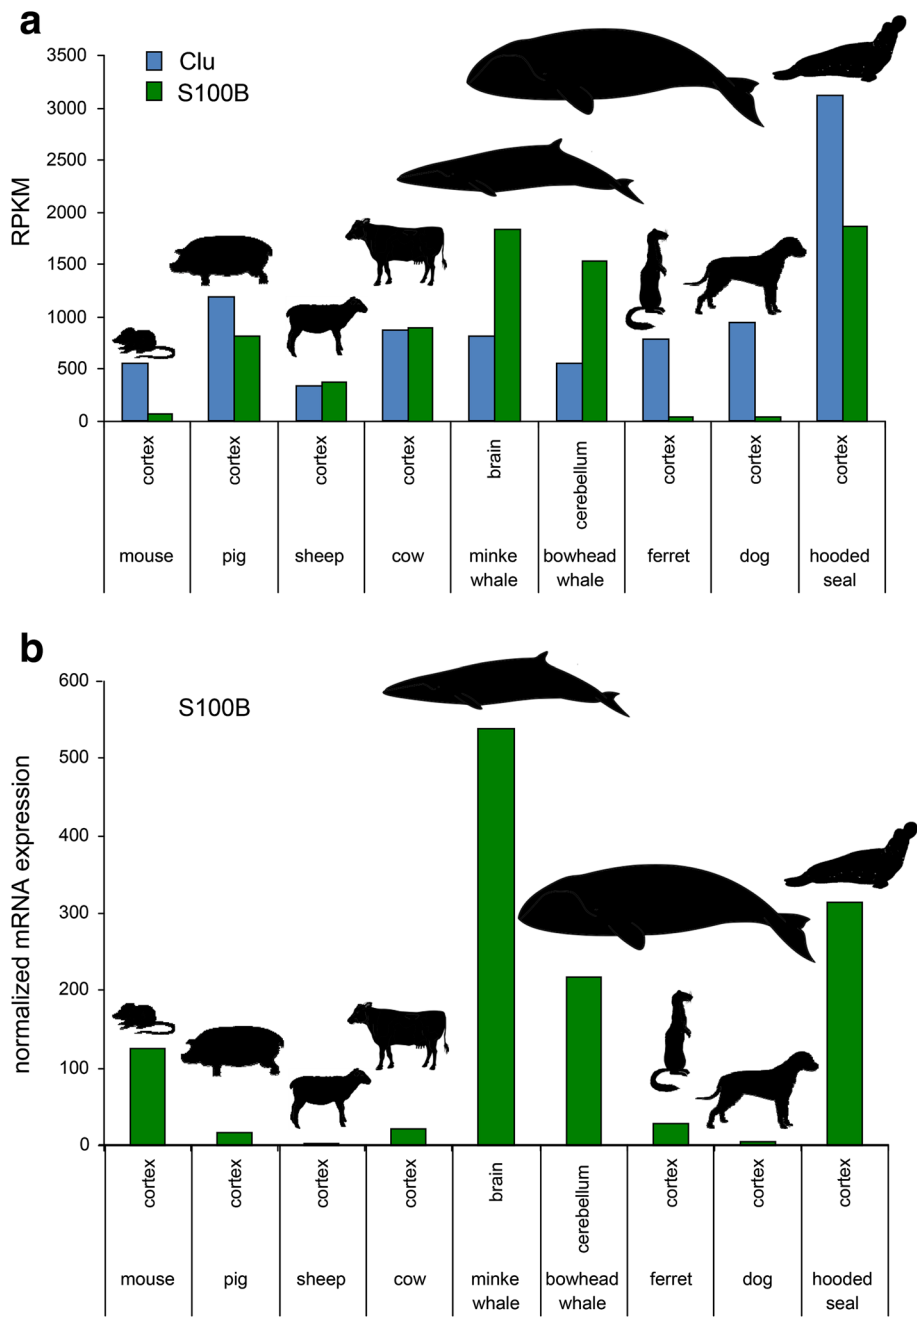 a
3500
3000
2500
2000
1500
1000
500
0
RPKM
Clu
S100B
cortex
cortex
cortex
cortex
brain
cerebellum
cortex
cortex
cortex
mouse
pig
sheep
cow
minke
whale
bowhead
whale
ferret
dog
hooded
seal
b
600
500
400
300
200
100
0
normalized mRNA expression
S100B
cortex
cortex
cortex
cortex
brain
cerebellum
cortex
cortex
cortex
mouse
pig
sheep
cow
minke
whale
bowhead
whale
ferret
dog
hooded
seal